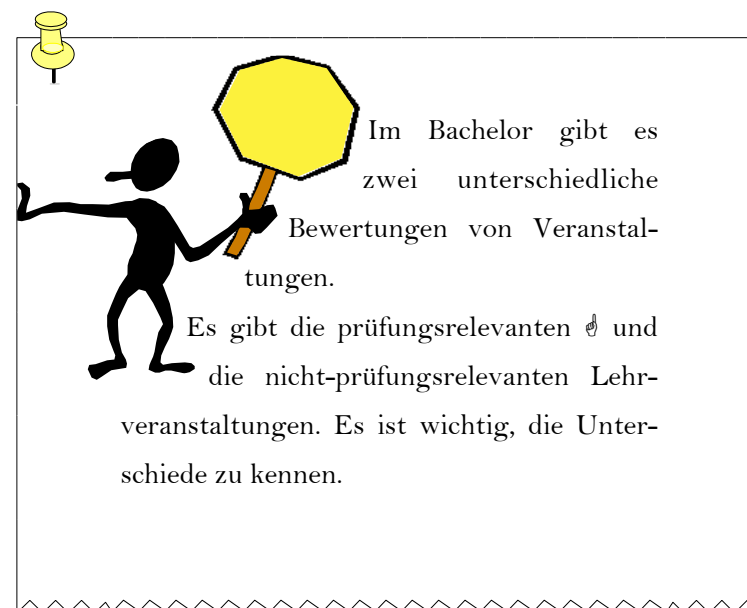 Im Bachelor gibt es
zwei unterschiedliche
Bewertungen von Veranstal-
tungen.
Es gibt die prüfungsrelevanten ☝ und
die nicht-prüfungsrelevanten Lehr-
veranstaltungen. Es ist wichtig, die Unter-
schiede zu kennen.